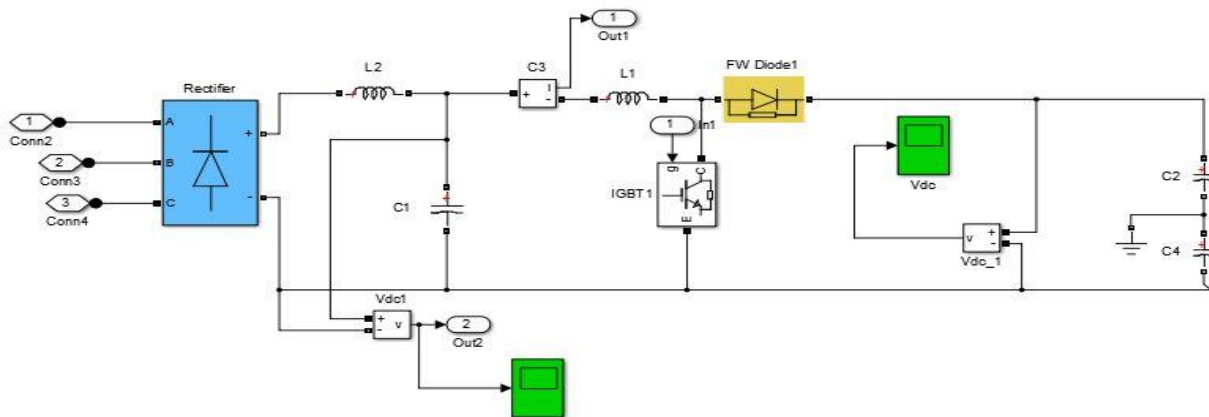 1
Out1
C3
L2
L1
FW Diode1
Rectifier
+ i
-
1
Conn2
A
+
1
In1
2
Conn3
B
g C
IGBT1
E
Vdc
C2
3
Conn4
C
-
C1
v + -
Vdc_1
C4
Vdc1
+ v
-
2
Out2